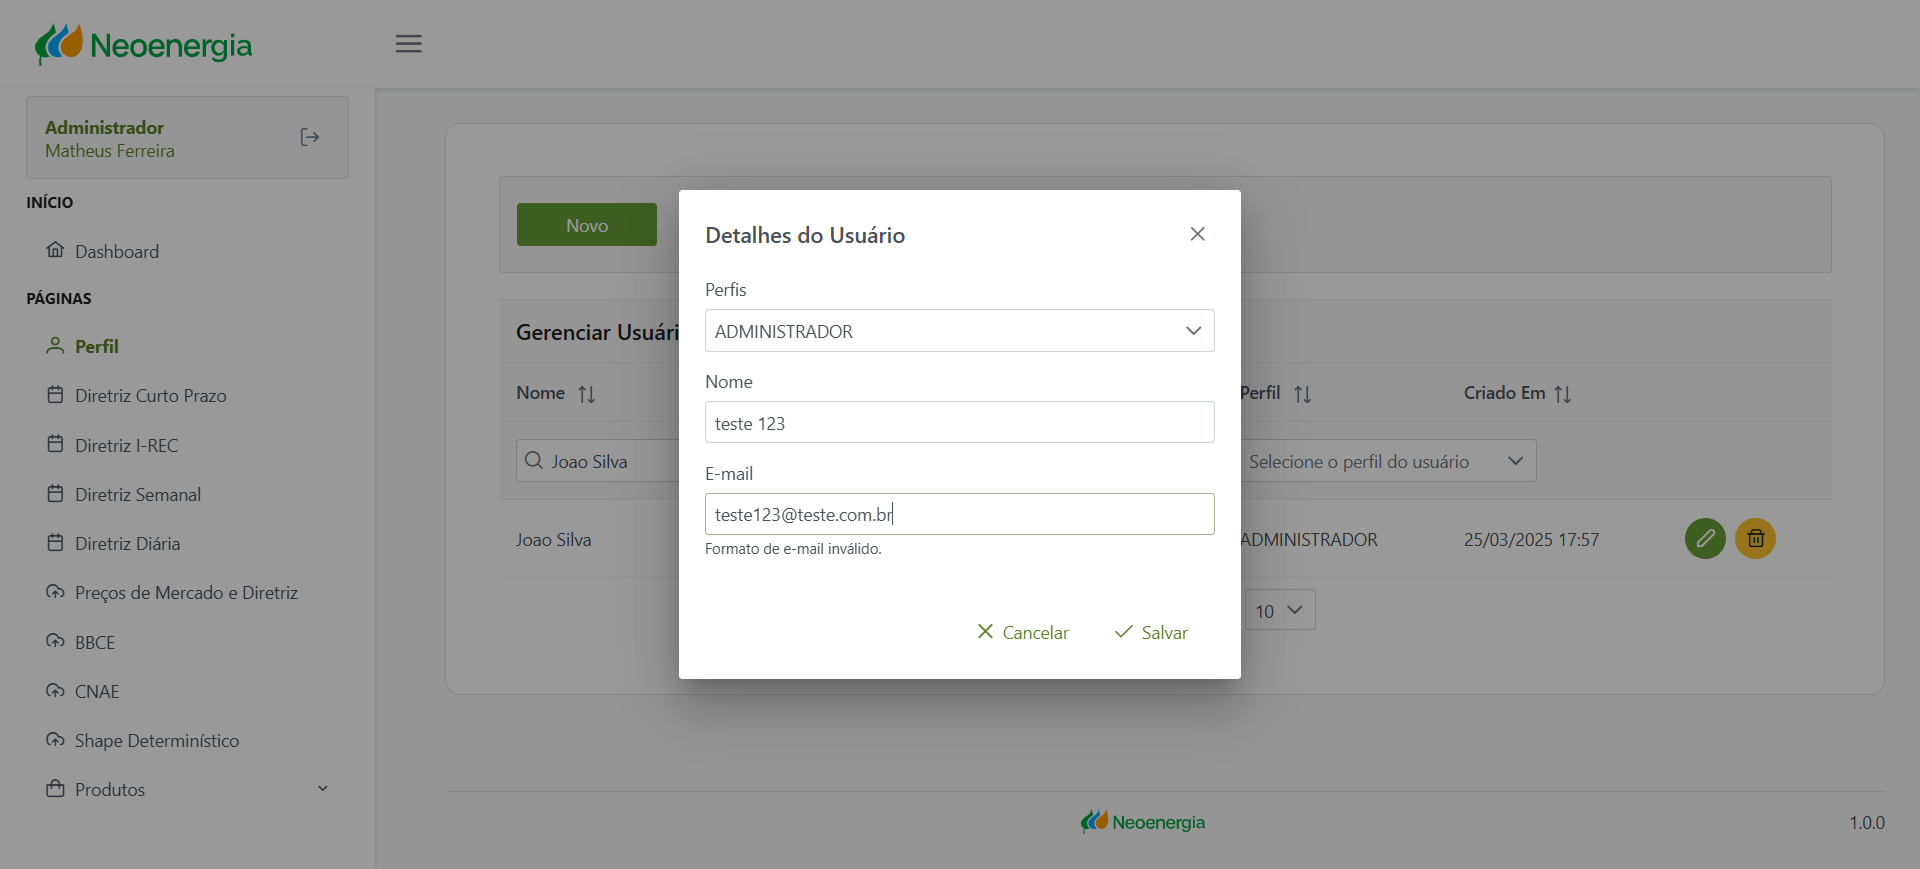 Neoenergia
Administrador
Matheus Ferreira
INÍCIO
Dashboard
PÁGINAS
Perfil
Diretriz Curto Prazo
Diretriz I-REC
Diretriz Semanal
Diretriz Diária
Preços de Mercado e Diretriz
BBCE
CNAE
Shape Determinístico
Produtos
Novo
Gerenciar Usuári
Nome
Perfil
Criado Em
Joao Silva
Selecione o perfil do usuário
Joao Silva
ADMINISTRADOR
25/03/2025 17:57
10
Detalhes do Usuário
Perfis
ADMINISTRADOR
Nome
teste 123
E-mail
teste123@teste.com.br
Formato de e-mail inválido.
Cancelar
Salvar
Neoenergia
1.0.0